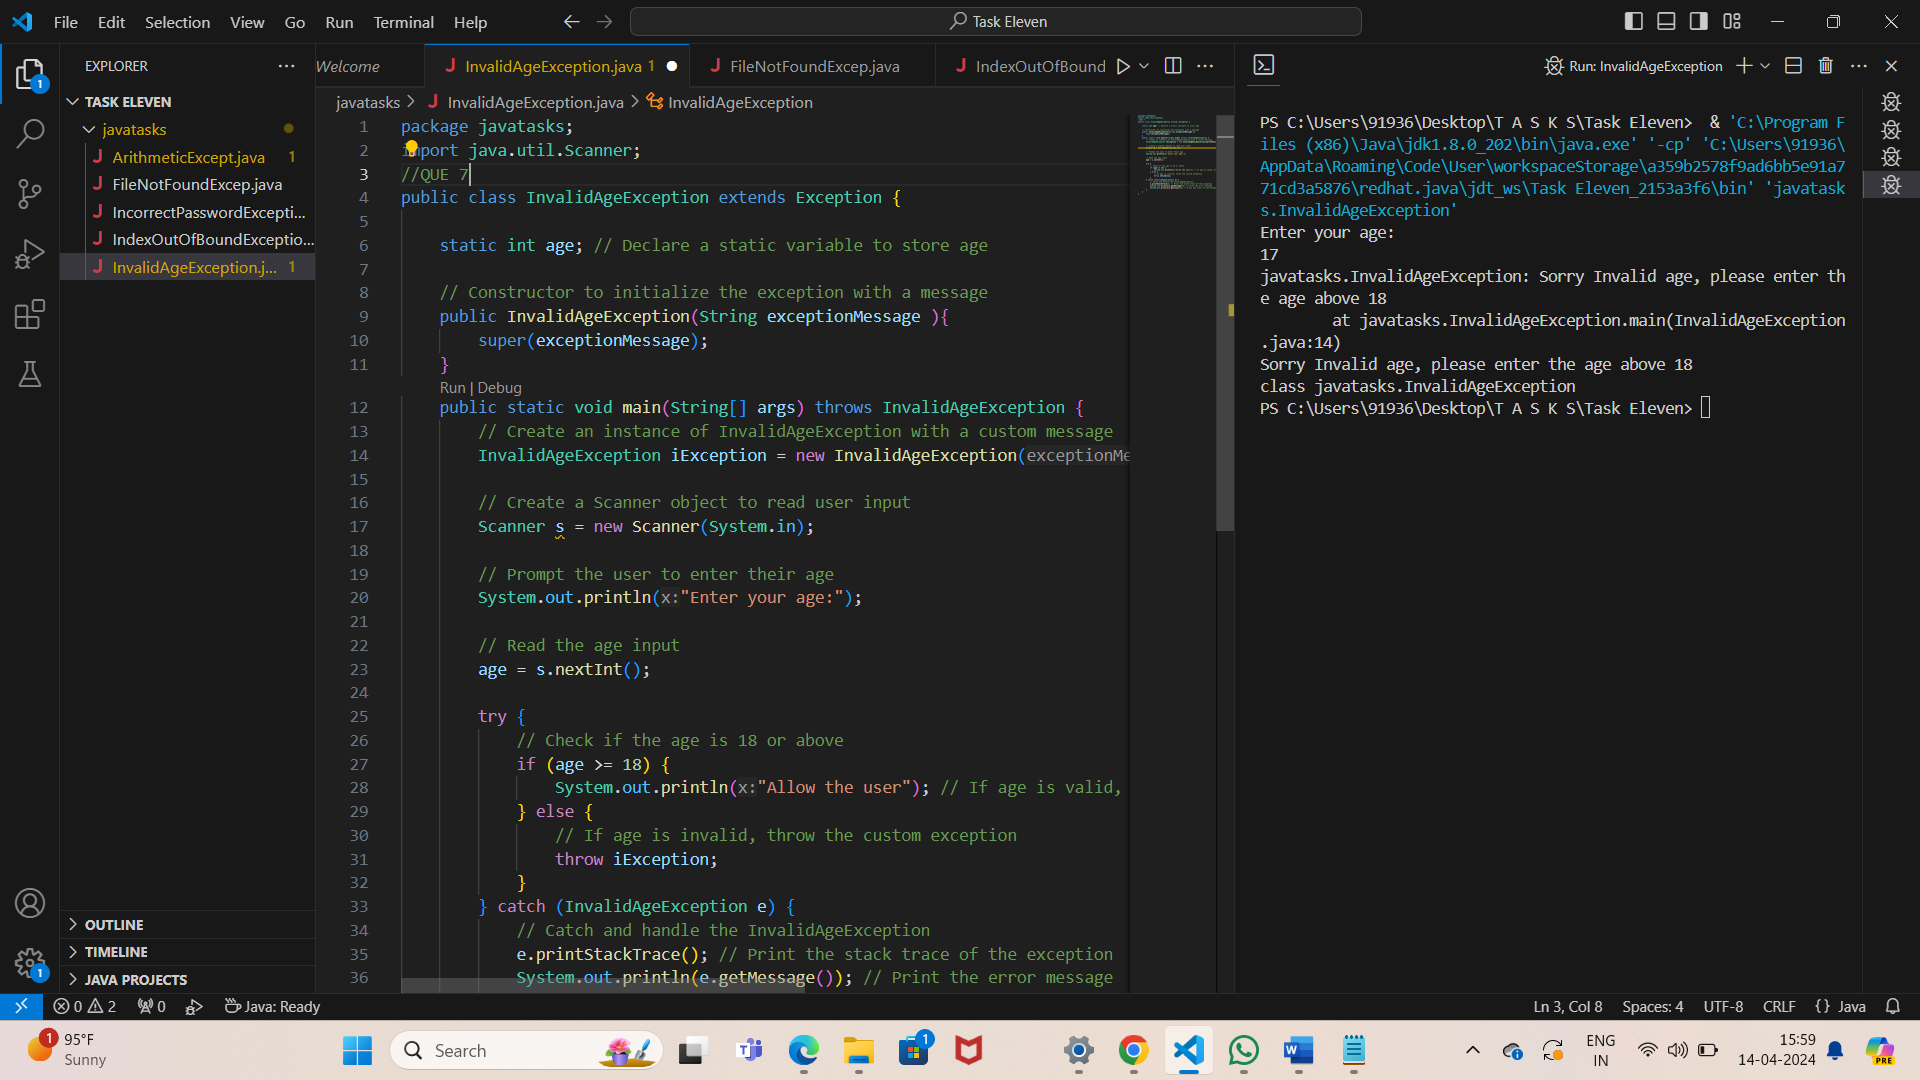 File Edit Selection View Go Run Terminal Help
Task Eleven
EXPLORER
TASK ELEVEN
javatasks
ArithmeticExcept.java 1
FileNotFoundExcep.java
IncorrectPasswordExcepti...
IndexOutOfBoundExceptio...
InvalidAgeException.j... 1
OUTLINE
TIMELINE
JAVA PROJECTS
Welcome
InvalidAgeException.java 1
FileNotFoundExcep.java
IndexOutOfBound
javatasks > InvalidAgeException.java > InvalidAgeException
1 package javatasks;
2 import java.util.Scanner;
3 //QUE 7
4 public class InvalidAgeException extends Exception {
5
6 static int age; // Declare a static variable to store age
7
8 // Constructor to initialize the exception with a message
9 public InvalidAgeException(String exceptionMessage ){
10 super(exceptionMessage);
11 }
Run | Debug
12 public static void main(String[] args) throws InvalidAgeException {
13 // Create an instance of InvalidAgeException with a custom message
14 InvalidAgeException iException = new InvalidAgeException(exceptionMe
15
16 // Create a Scanner object to read user input
17 Scanner s = new Scanner(System.in);
18
19 // Prompt the user to enter their age
20 System.out.println(x:"Enter your age:");
21
22 // Read the age input
23 age = s.nextInt();
24
25 try {
26 // Check if the age is 18 or above
27 if (age >= 18) {
28 System.out.println(x:"Allow the user"); // If age is valid,
29 } else {
30 // If age is invalid, throw the custom exception
31 throw iException;
32 }
33 } catch (InvalidAgeException e) {
34 // Catch and handle the InvalidAgeException
35 e.printStackTrace(); // Print the stack trace of the exception
36 System.out.println(e.getMessage()); // Print the error message
Run: InvalidAgeException
PS C:\Users\91936\Desktop\T A S K S\Task Eleven> & 'C:\Program F
iles (x86)\Java\jdk1.8.0_202\bin\java.exe' '-cp' 'C:\Users\91936\
AppData\Roaming\Code\User\workspaceStorage\a359b2578f9ad6bb5e91a7
71cd3a5876\redhat.java\jdt_ws\Task Eleven_2153a3f6\bin' 'javatask
s.InvalidAgeException'
Enter your age:
17
javatasks.InvalidAgeException: Sorry Invalid age, please enter th
e age above 18
at javatasks.InvalidAgeException.main(InvalidAgeException
.java:14)
Sorry Invalid age, please enter the age above 18
class javatasks.InvalidAgeException
PS C:\Users\91936\Desktop\T A S K S\Task Eleven>
1
1
0 2 0 Java: Ready
Ln 3, Col 8 Spaces: 4 UTF-8 CRLF {} Java
1
95°F
Sunny
Search
1
ENG
IN
15:59
14-04-2024
PRE